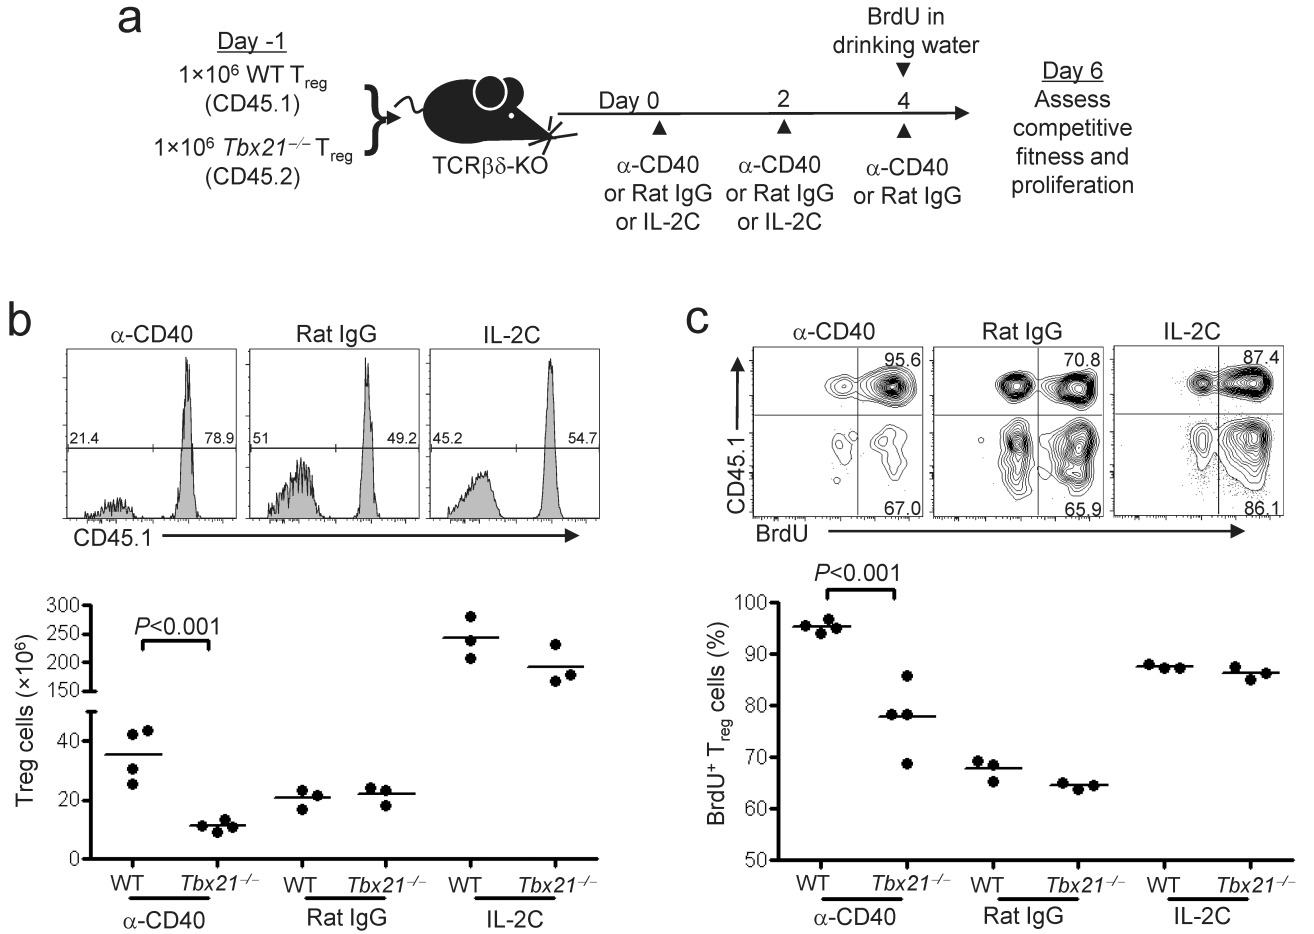 a
Day -1
1×10⁶ WT Treg
(CD45.1)
1×10⁶ Tbx21⁻/⁻ Treg
(CD45.2)
TCRβδ-KO
BrdU in
drinking water
Day 0 2 4
α-CD40
or Rat IgG
or IL-2C
α-CD40
or Rat IgG
or IL-2C
α-CD40
or Rat IgG
Day 6
Assess
competitive
fitness and
proliferation
b
α-CD40 Rat IgG IL-2C
21.4 78.9 51 49.2 45.2 54.7
CD45.1
Treg cells (×10⁶)
300
250
200
150
40
20
0
P<0.001
WT Tbx21⁻/⁻ WT Tbx21⁻/⁻ WT Tbx21⁻/⁻
α-CD40 Rat IgG IL-2C
c
α-CD40 Rat IgG IL-2C
95.6 70.8 87.4
67.0 65.9 86.1
CD45.1
BrdU
BrdU⁺ Treg cells (%)
100
90
80
70
60
50
P<0.001
WT Tbx21⁻/⁻ WT Tbx21⁻/⁻ WT Tbx21⁻/⁻
α-CD40 Rat IgG IL-2C